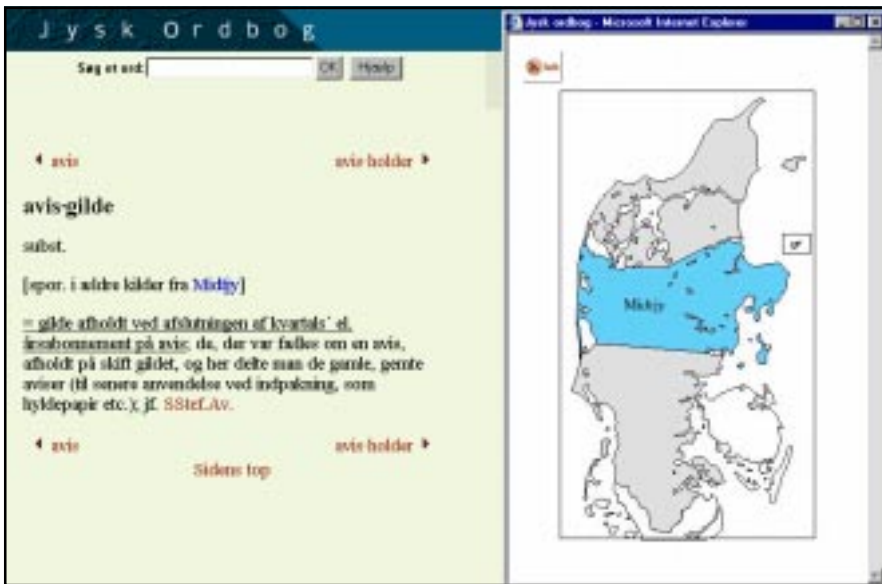 Jysk Ordbog
Søg et ord: OK Hjælp
avis avis-holder
avis-gilde
subst.
[spor. i ældre kilder fra Midtjy]
= gilde afholdt ved afslutningen af kvartals´ el.
årsabonnement på avis; de, der var fælles om en avis,
afholdt på skift gildet, og her delte man de gamle, gemte
aviser (til senere anvendelse ved indpakning, som
hyldepapir etc.); jf. SStef.Av.
avis avis-holder
Sidens top
Jysk ordbog - Microsoft Internet Explorer
Midtjy